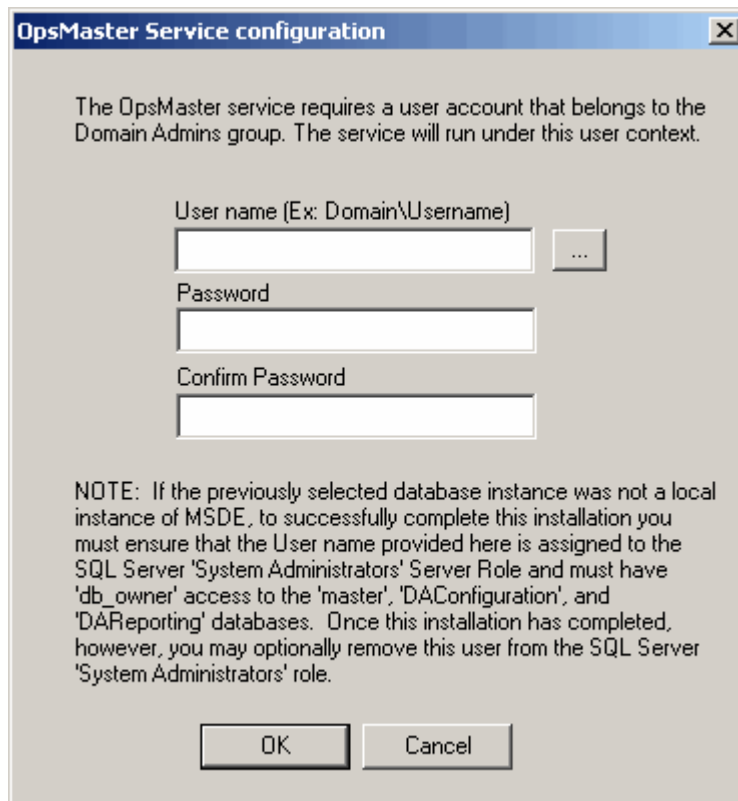 OpsMaster Service configuration
The OpsMaster service requires a user account that belongs to the
Domain Admins group. The service will run under this user context.
User name (Ex: Domain\Username)
...
Password
Confirm Password
NOTE:  If the previously selected database instance was not a local
instance of MSDE, to successfully complete this installation you
must ensure that the User name provided here is assigned to the
SQL Server 'System Administrators' Server Role and must have
'db_owner' access to the 'master', 'DAConfiguration', and
'DAReporting' databases.  Once this installation has completed,
however, you may optionally remove this user from the SQL Server
'System Administrators' role.
OK
Cancel